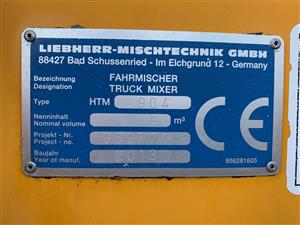 LIEBHERR-MISCHTECHNIK GMBH
88427 Bad Schussenried - Im Elchgrund 12 - Germany
Bezeichnung FAHRMISCHER
Designation TRUCK MIXER
Type HTM 904
Nenninhalt
Nominal volume m³
Projekt - Nr.
Project - no.
Baujahr
Year of manuf. 2013
956281605